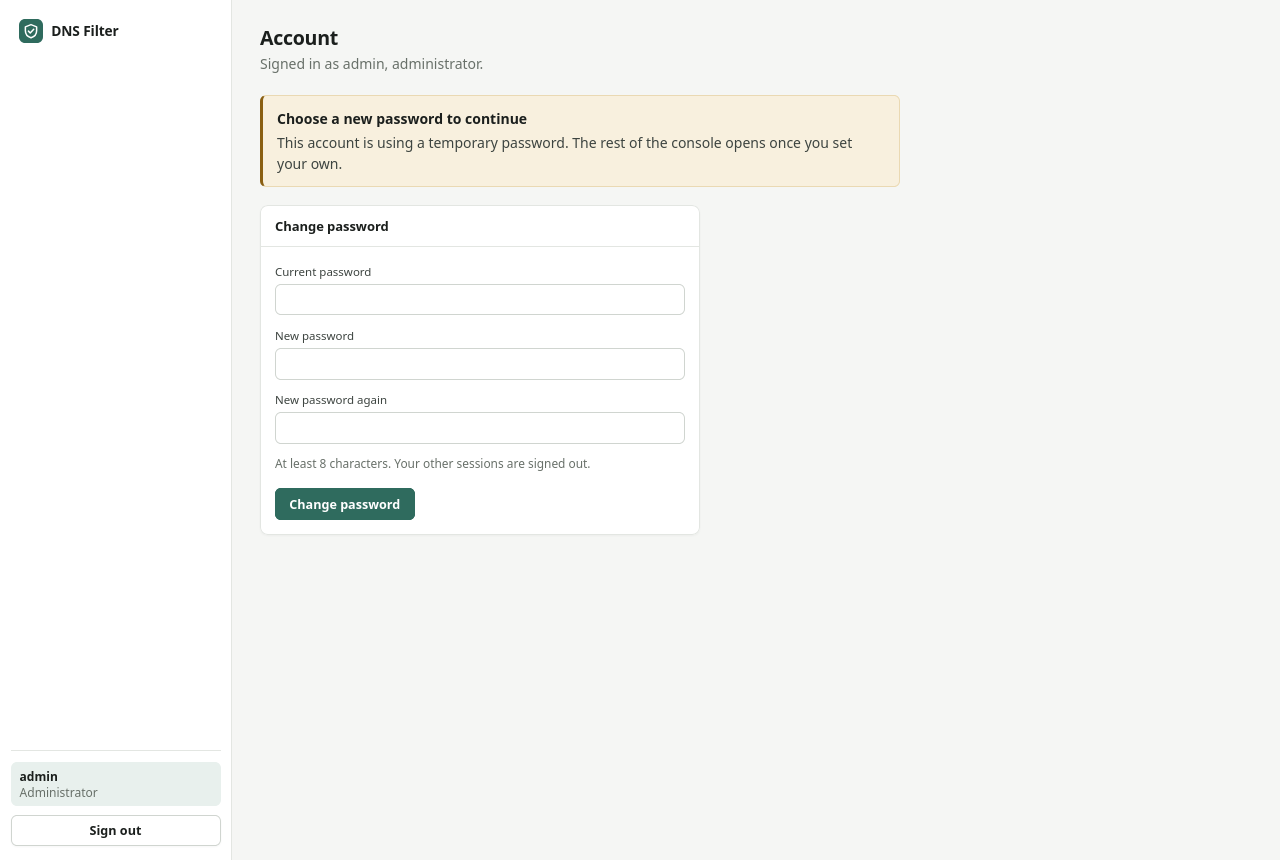 DNS Filter
Account
Signed in as admin, administrator.
Choose a new password to continue
This account is using a temporary password. The rest of the console opens once you set
your own.
Change password
Current password
New password
New password again
At least 8 characters. Your other sessions are signed out.
Change password
admin
Administrator
Sign out